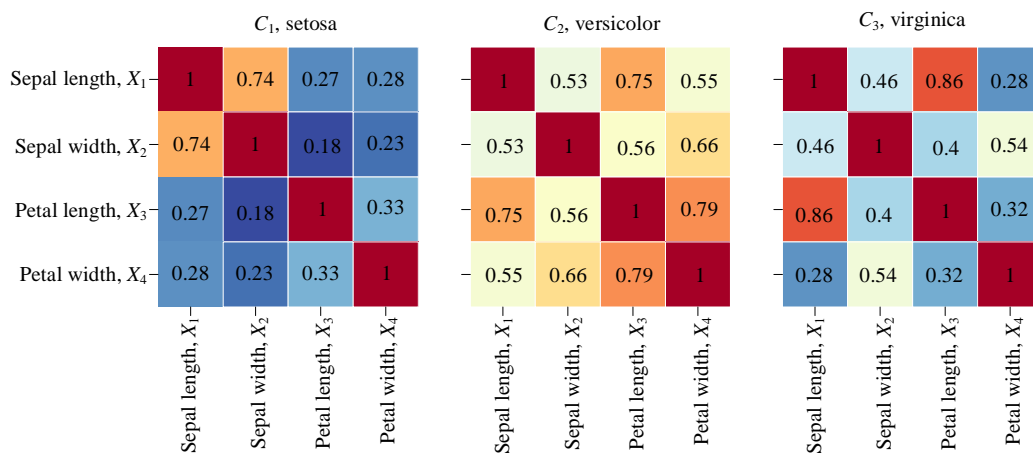 C1, setosa
C2, versicolor
C3, virginica
Sepal length, X1
1 0.74 0.27 0.28
1 0.53 0.75 0.55
1 0.46 0.86 0.28
Sepal width, X2
0.74 1 0.18 0.23
0.53 1 0.56 0.66
0.46 1 0.4 0.54
Petal length, X3
0.27 0.18 1 0.33
0.75 0.56 1 0.79
0.86 0.4 1 0.32
Petal width, X4
0.28 0.23 0.33 1
0.55 0.66 0.79 1
0.28 0.54 0.32 1
Sepal length, X1
Sepal width, X2
Petal length, X3
Petal width, X4
Sepal length, X1
Sepal width, X2
Petal length, X3
Petal width, X4
Sepal length, X1
Sepal width, X2
Petal length, X3
Petal width, X4